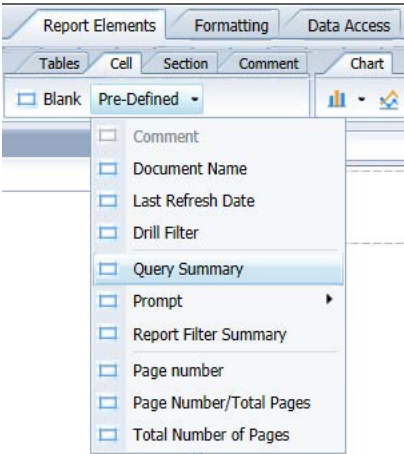 Report Elements Formatting Data Access
Tables Cell Section Comment Chart
Blank Pre-Defined
Comment
Document Name
Last Refresh Date
Drill Filter
Query Summary
Prompt
Report Filter Summary
Page number
Page Number/Total Pages
Total Number of Pages